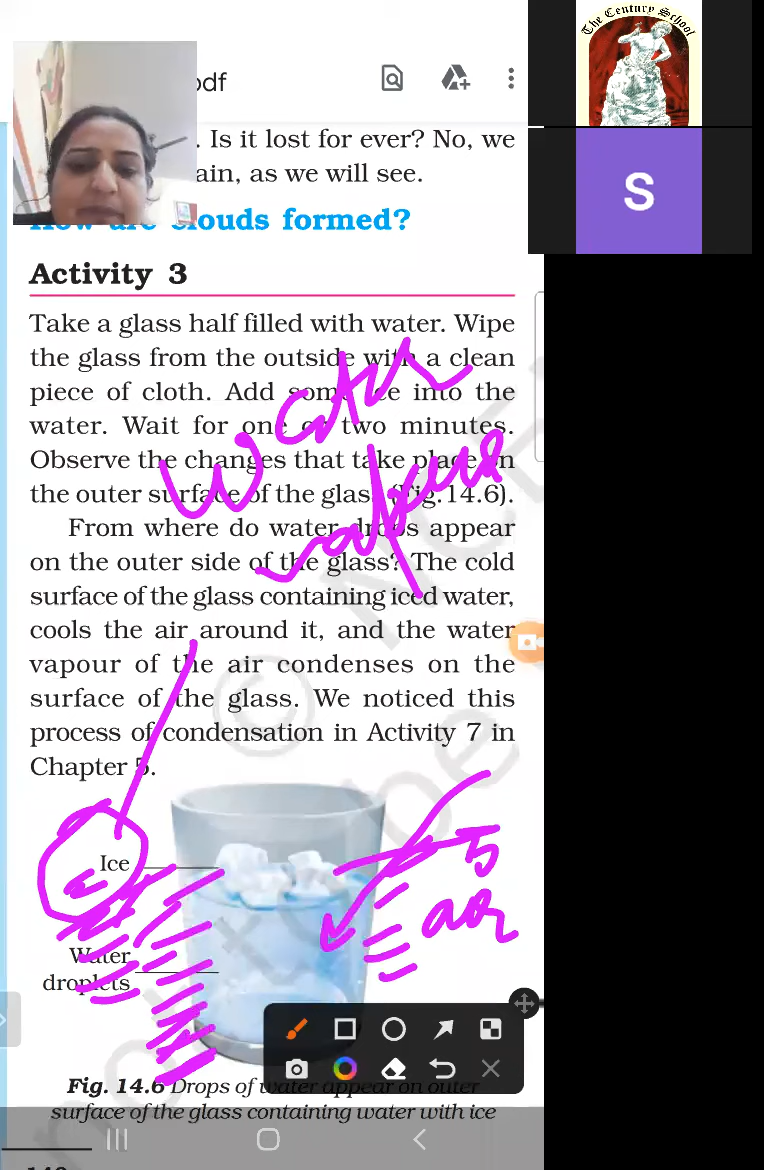 The Century School
pdf
S
. Is it lost for ever? No, we
ain, as we will see.
How are clouds formed?
Activity 3
Take a glass half filled with water. Wipe
the glass from the outside with a clean
piece of cloth. Add some ice into the
water. Wait for one or two minutes.
Observe the changes that take place on
the outer surface of the glass (Fig.14.6).
From where do water drops appear
on the outer side of the glass? The cold
surface of the glass containing iced water,
cools the air around it, and the water
vapour of the air condenses on the
surface of the glass. We noticed this
process of condensation in Activity 7 in
Chapter 5.
water
vapour
Ice
air
Water
droplets
Fig. 14.6 Drops of water appear on outer
surface of the glass containing water with ice
© NCE
not to be